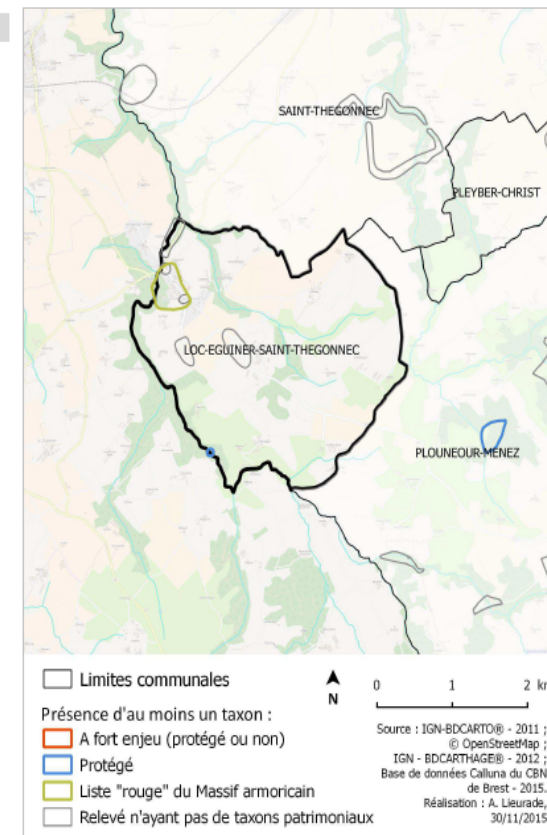 SAINT-THEGONNEC
PLEYBER-CHRIST
LOC-EGUINER-SAINT-THEGONNEC
PLOUNEOUR-MENEZ
Limites communales
Présence d'au moins un taxon :
A fort enjeu (protégé ou non)
Protégé
Liste "rouge" du Massif armoricain
Relevé n'ayant pas de taxons patrimoniaux
N
0 1 2 km
Source : IGN-BDCARTO® - 2011 ;
© OpenStreetMap ;
IGN - BDCARTHAGE® - 2012 ;
Base de données Calluna du CBN
de Brest - 2015.
Réalisation : A. Lieurade,
30/11/2015